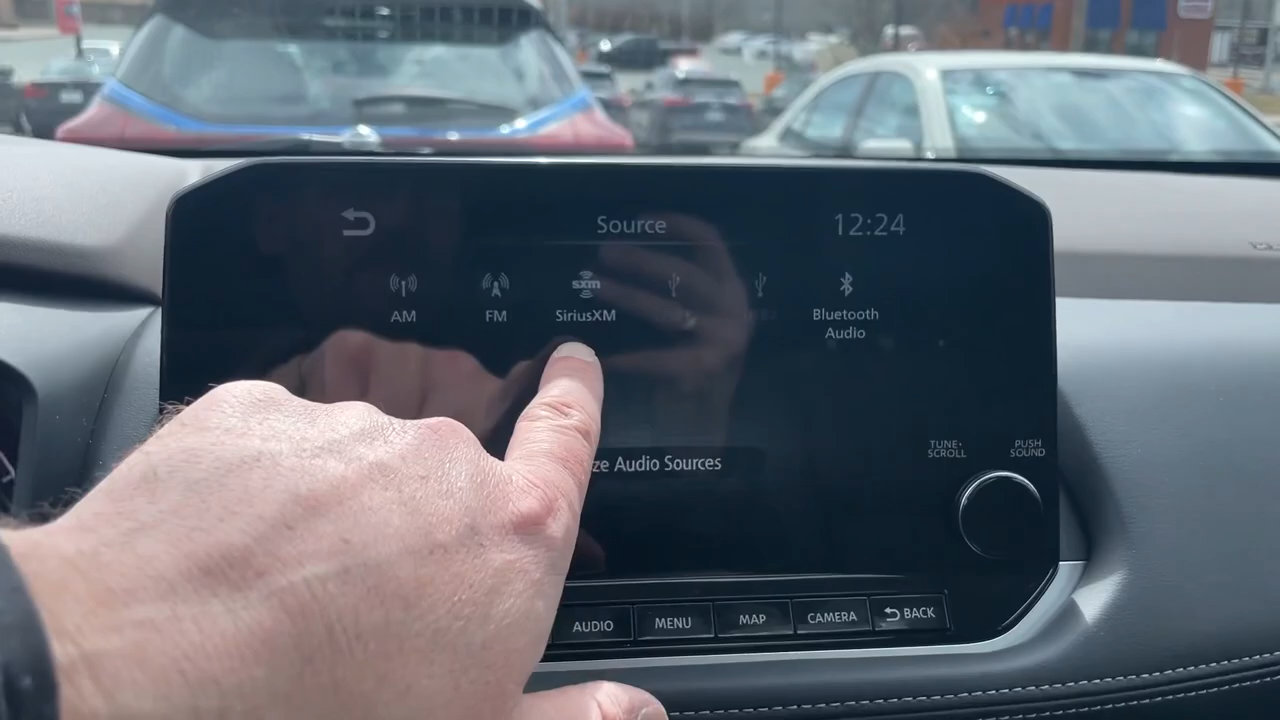 Source
12:24
AM
FM
sxm
SiriusXM
Bluetooth
Audio
ze Audio Sources
TUNE•
SCROLL
PUSH
SOUND
AUDIO
MENU
MAP
CAMERA
BACK